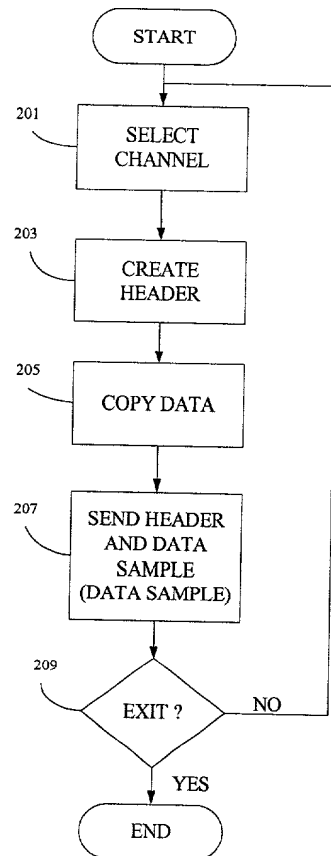 START
201
SELECT
CHANNEL
203
CREATE
HEADER
205
COPY DATA
207
SEND HEADER
AND DATA
SAMPLE
(DATA SAMPLE)
209
EXIT ?
NO
YES
END